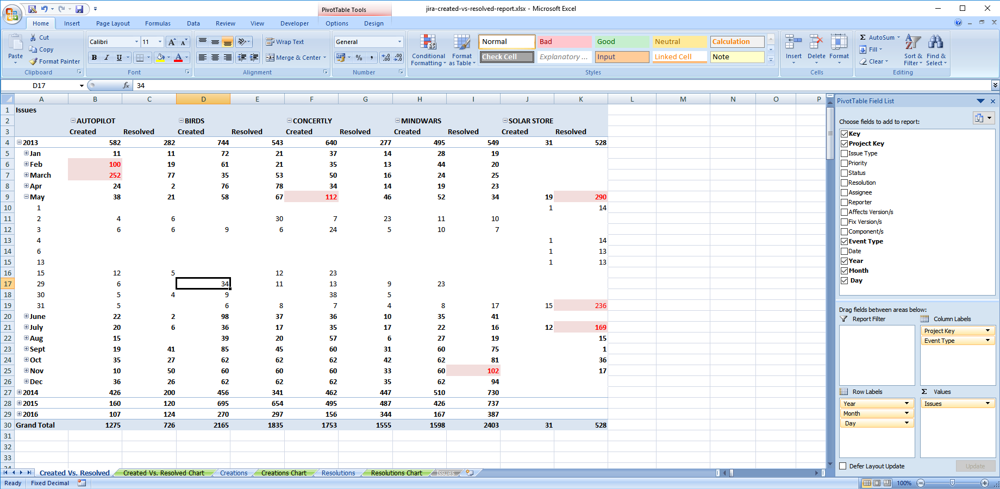 PivotTable Tools
jira-created-vs-resolved-report.xlsx - Microsoft Excel
Home Insert Page Layout Formulas Data Review View Developer Options Design
Cut
Copy
Format Painter
Paste
Clipboard
Calibri 11
B I U
Font
Wrap Text
Merge & Center
Alignment
General
% ,
Number
Conditional Formatting
Format as Table
Normal Bad Good Neutral Calculation
Check Cell Explanatory ... Input Linked Cell Note
Styles
Insert Delete Format
Cells
Σ AutoSum
Fill
Clear
Sort & Filter
Find & Select
Editing
D17 fx 34
A B C D E F G H I J K L M N O P
1 Issues
2 AUTOPILOT BIRDS CONCERTLY MINDWARS SOLAR STORE
3 Created Resolved Created Resolved Created Resolved Created Resolved Created Resolved
4 2013 582 282 744 543 640 277 495 549 31 528
5 Jan 11 11 72 21 37 14 28 19
6 Feb 100 19 61 21 35 13 44 20
7 March 252 77 35 53 50 16 24 25
8 Apr 24 2 76 78 34 14 19 23
9 May 38 21 58 67 112 46 52 34 19 290
10 1 1 14
11 2 4 6 30 7 23 11 10
12 3 6 6 9 6 24 5 10 7
13 4 1 14
14 6 1 13
15 13 1 13
16 15 12 5 12 23
17 29 6 34 11 13 9 23
18 30 5 4 9 38 5
19 31 5 6 8 7 4 8 17 15 236
20 June 22 2 98 37 36 10 35 41
21 July 20 6 36 17 35 17 22 16 12 169
22 Aug 15 39 20 57 6 27 19 15
23 Sept 19 41 85 45 60 31 60 75 1
24 Oct 35 27 62 62 62 42 62 81 36
25 Nov 10 50 60 60 60 33 60 102 17
26 Dec 36 26 62 62 62 35 62 94
27 2014 426 200 456 341 462 447 510 730
28 2015 160 120 695 654 495 487 426 737
29 2016 107 124 270 297 156 344 167 387
30 Grand Total 1275 726 2165 1835 1753 1555 1598 2403 31 528
31
32
33
24
PivotTable Field List
Choose fields to add to report:
Key
Project Key
Issue Type
Priority
Status
Resolution
Assignee
Reporter
Affects Version/s
Fix Version/s
Component/s
Event Type
Date
Year
Month
Day
Drag fields between areas below:
Report Filter
Column Labels
Project Key
Event Type
Row Labels
Year
Month
Day
Σ Values
Issues
Defer Layout Update Update
Created Vs. Resolved Created Vs. Resolved Chart Creations Creations Chart Resolutions Resolutions Chart Issues
Ready Fixed Decimal 100%